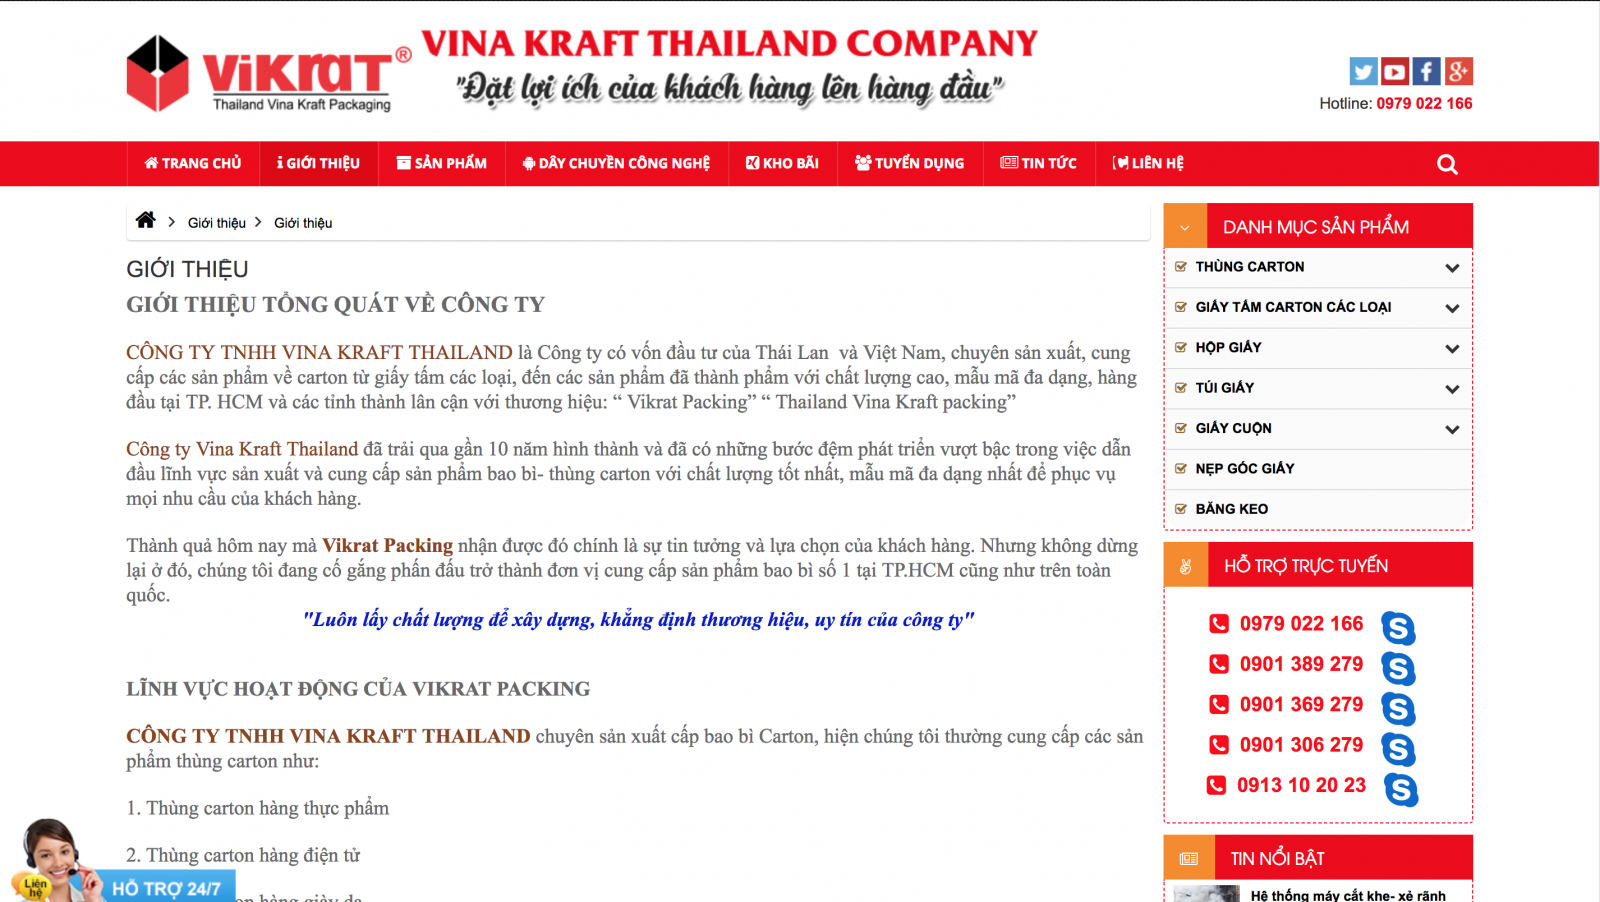 VINA KRAFT THAILAND COMPANY
ViKRAT®
Thailand Vina Kraft Packaging
"Đặt lợi ích của khách hàng lên hàng đầu"
Hotline: 0979 022 166
TRANG CHỦ
GIỚI THIỆU
SẢN PHẨM
DÂY CHUYỀN CÔNG NGHỆ
KHO BÃI
TUYỂN DỤNG
TIN TỨC
LIÊN HỆ
Giới thiệu
Giới thiệu
GIỚI THIỆU
GIỚI THIỆU TỔNG QUÁT VỀ CÔNG TY
CÔNG TY TNHH VINA KRAFT THAILAND là Công ty có vốn đầu tư của Thái Lan  và Việt Nam, chuyên sản xuất, cung
cấp các sản phẩm về carton từ giấy tấm các loại, đến các sản phẩm đã thành phẩm với chất lượng cao, mẫu mã đa dạng, hàng
đầu tại TP. HCM và các tỉnh thành lân cận với thương hiệu: “ Vikrat Packing” “ Thailand Vina Kraft packing”
Công ty Vina Kraft Thailand đã trải qua gần 10 năm hình thành và đã có những bước đệm phát triển vượt bậc trong việc dẫn
đầu lĩnh vực sản xuất và cung cấp sản phẩm bao bì- thùng carton với chất lượng tốt nhất, mẫu mã đa dạng nhất để phục vụ
mọi nhu cầu của khách hàng.
Thành quả hôm nay mà Vikrat Packing nhận được đó chính là sự tin tưởng và lựa chọn của khách hàng. Nhưng không dừng
lại ở đó, chúng tôi đang cố gắng phấn đấu trở thành đơn vị cung cấp sản phẩm bao bì số 1 tại TP.HCM cũng như trên toàn
quốc.
"Luôn lấy chất lượng để xây dựng, khẳng định thương hiệu, uy tín của công ty"
LĨNH VỰC HOẠT ĐỘNG CỦA VIKRAT PACKING
CÔNG TY TNHH VINA KRAFT THAILAND chuyên sản xuất cấp bao bì Carton, hiện chúng tôi thường cung cấp các sản
phẩm thùng carton như:
1. Thùng carton hàng thực phẩm
2. Thùng carton hàng điện tử
on hàng giày da
Liên
hệ
HỖ TRỢ 24/7
DANH MỤC SẢN PHẨM
THÙNG CARTON
GIẤY TẤM CARTON CÁC LOẠI
HỘP GIẤY
TÚI GIẤY
GIẤY CUỘN
NẸP GÓC GIẤY
BĂNG KEO
HỖ TRỢ TRỰC TUYẾN
0979 022 166
0901 389 279
0901 369 279
0901 306 279
0913 10 20 23
TIN NỔI BẬT
Hệ thống máy cắt khe- xẻ rãnh